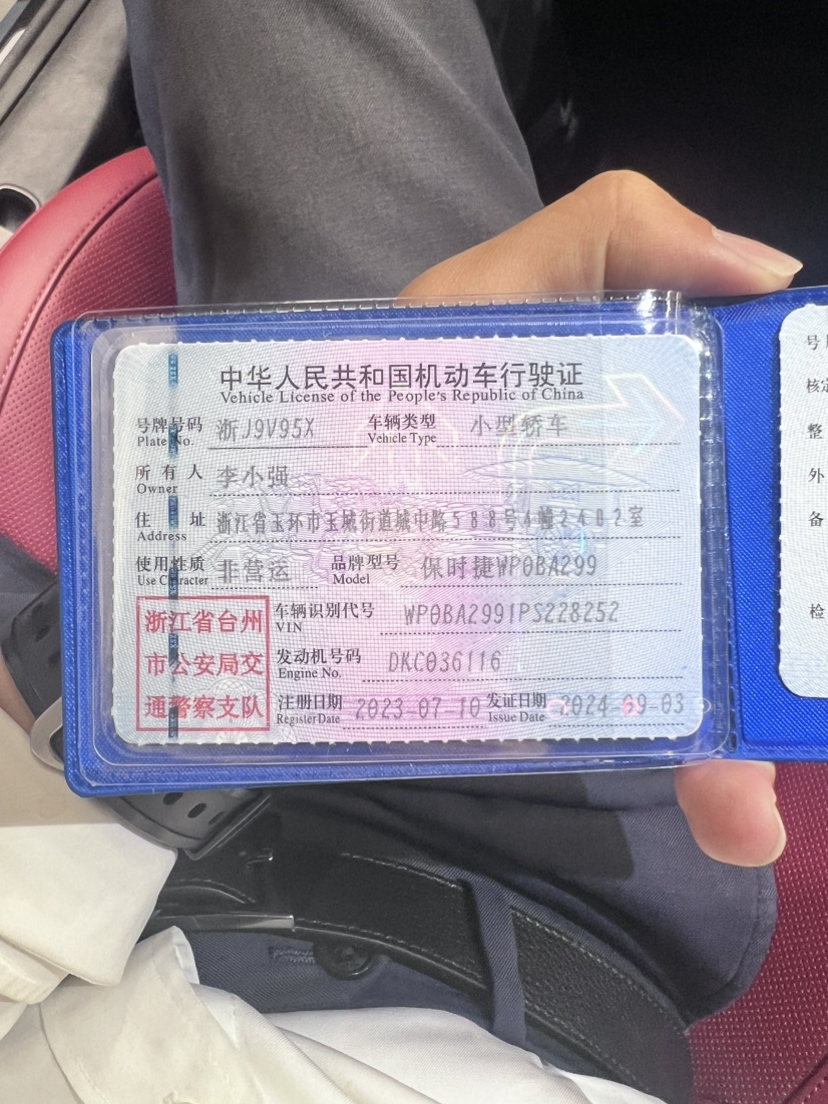 中华人民共和国机动车行驶证
Vehicle License of the People's Republic of China
号牌号码 浙J9V95X 车辆类型 小型轿车
Plate No. Vehicle Type
所有人 李小强
Owner
住址 浙江省玉环市玉城街道城中路588号4幢2402室
Address
使用性质 非营运 品牌型号 保时捷WP0BA299
Use Character Model
浙江省台州
市公安局交
通警察支队
车辆识别代号 WP0BA2991PS228252
VIN
发动机号码 DKC036116
Engine No.
注册日期 2023-07-10 发证日期 2024-09-03
Register Date Issue Date
号
核定
整
外
备
检